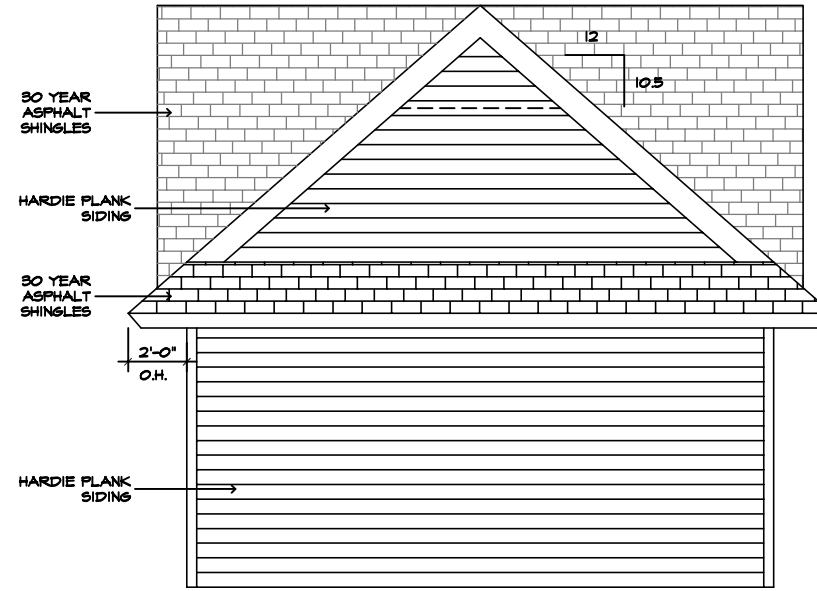 12
10.5
30 YEAR
ASPHALT
SHINGLES
HARDIE PLANK
SIDING
30 YEAR
ASPHALT
SHINGLES
2'-0"
O.H.
HARDIE PLANK
SIDING